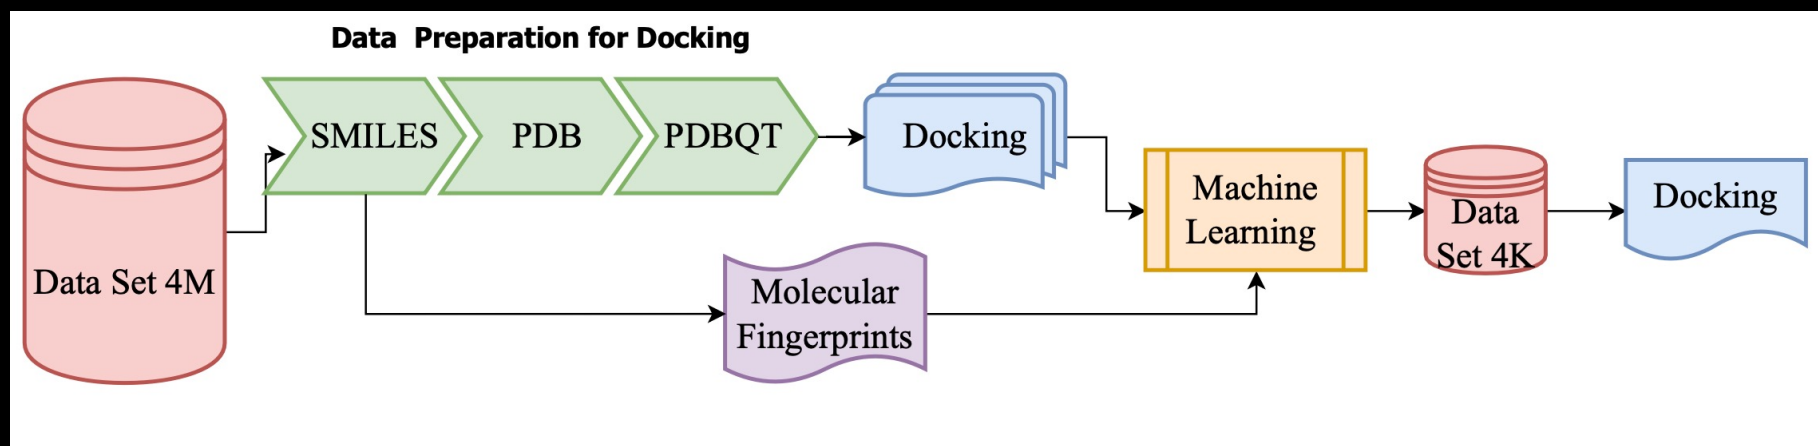 Data Preparation for Docking
SMILES
PDB
PDBQT
Docking
Data Set 4M
Molecular
Fingerprints
Machine
Learning
Data
Set 4K
Docking